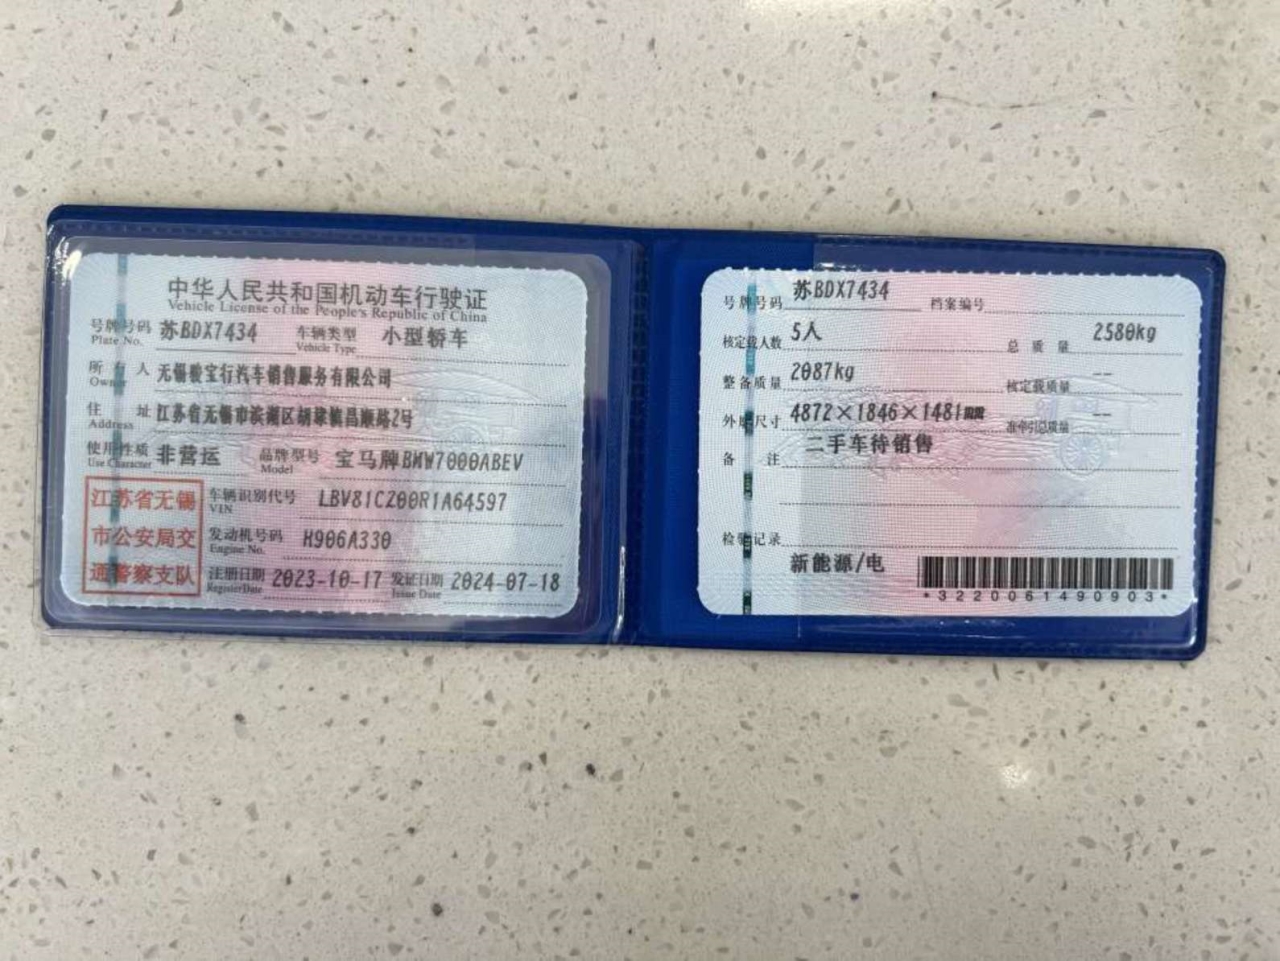 中华人民共和国机动车行驶证
Vehicle License of the People's Republic of China
号牌号码 苏BDX7434 车辆类型 小型轿车
Plate No. Vehicle Type
所有人 无锡骏宝行汽车销售服务有限公司
Owner
住址 江苏省无锡市滨湖区胡埭镇昌顺路2号
Address
使用性质 非营运 品牌型号 宝马牌BMW7000ABEV
Use Character Model
江苏省无锡
市公安局交
通警察支队
车辆识别代号 LBV81CZ00R1A64597
VIN
发动机号码 H906A330
Engine No.
注册日期 2023-10-17 发证日期 2024-07-18
Register Date Issue Date
号牌号码 苏BDX7434 档案编号
核定载人数 5人 总质量 2580kg
整备质量 2087kg 核定载质量 --
外廓尺寸 4872×1846×1481mm 准牵引总质量 --
备注 二手车待销售
检验记录
新能源/电
*3220061490903*